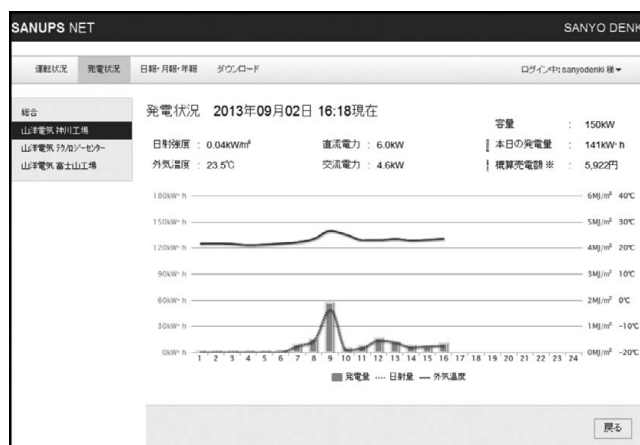 SANUPS NET
SANYO DENK
運転状況 発電状況 日報・月報・年報 ダウンロード ログイン中: sanyodenki 様▼
総合
山洋電気 神川工場
山洋電気 テクノロジーセンター
山洋電気 富士山工場
発電状況 2013年09月02日 16:18現在
日射強度 : 0.04kW/m² 直流電力 : 6.0kW
外気温度 : 23.5℃ 交流電力 : 4.6kW
容量 : 150kW
本日の発電量 : 141kW·h
概算売電額※ : 5,922円
180kW·h 6MJ/m² 40℃
150kW·h 5MJ/m² 30℃
120kW·h 4MJ/m² 20℃
90kW·h 3MJ/m² 10℃
60kW·h 2MJ/m² 0℃
30kW·h 1MJ/m² -10℃
0kW·h 0MJ/m² -20℃
1 2 3 4 5 6 7 8 9 10 11 12 13 14 15 16 17 18 19 20 21 22 23 24
発電量 日射量 外気温度
戻る